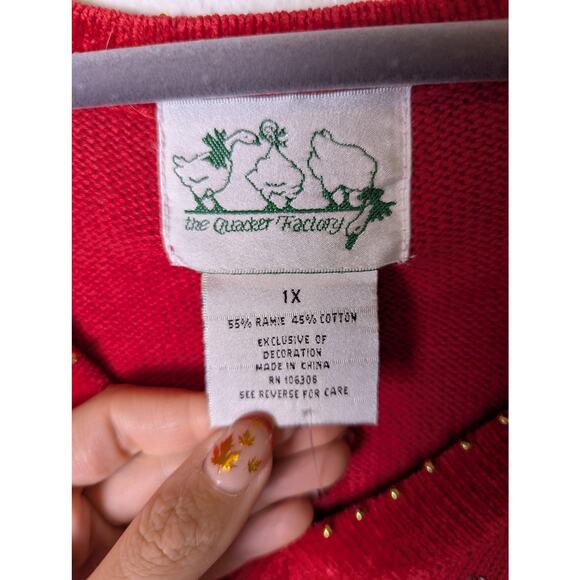 the Quacker Factory
1X
55% RAMIE 45% COTTON
EXCLUSIVE OF
DECORATION
MADE IN CHINA
RN 106306
SEE REVERSE FOR CARE